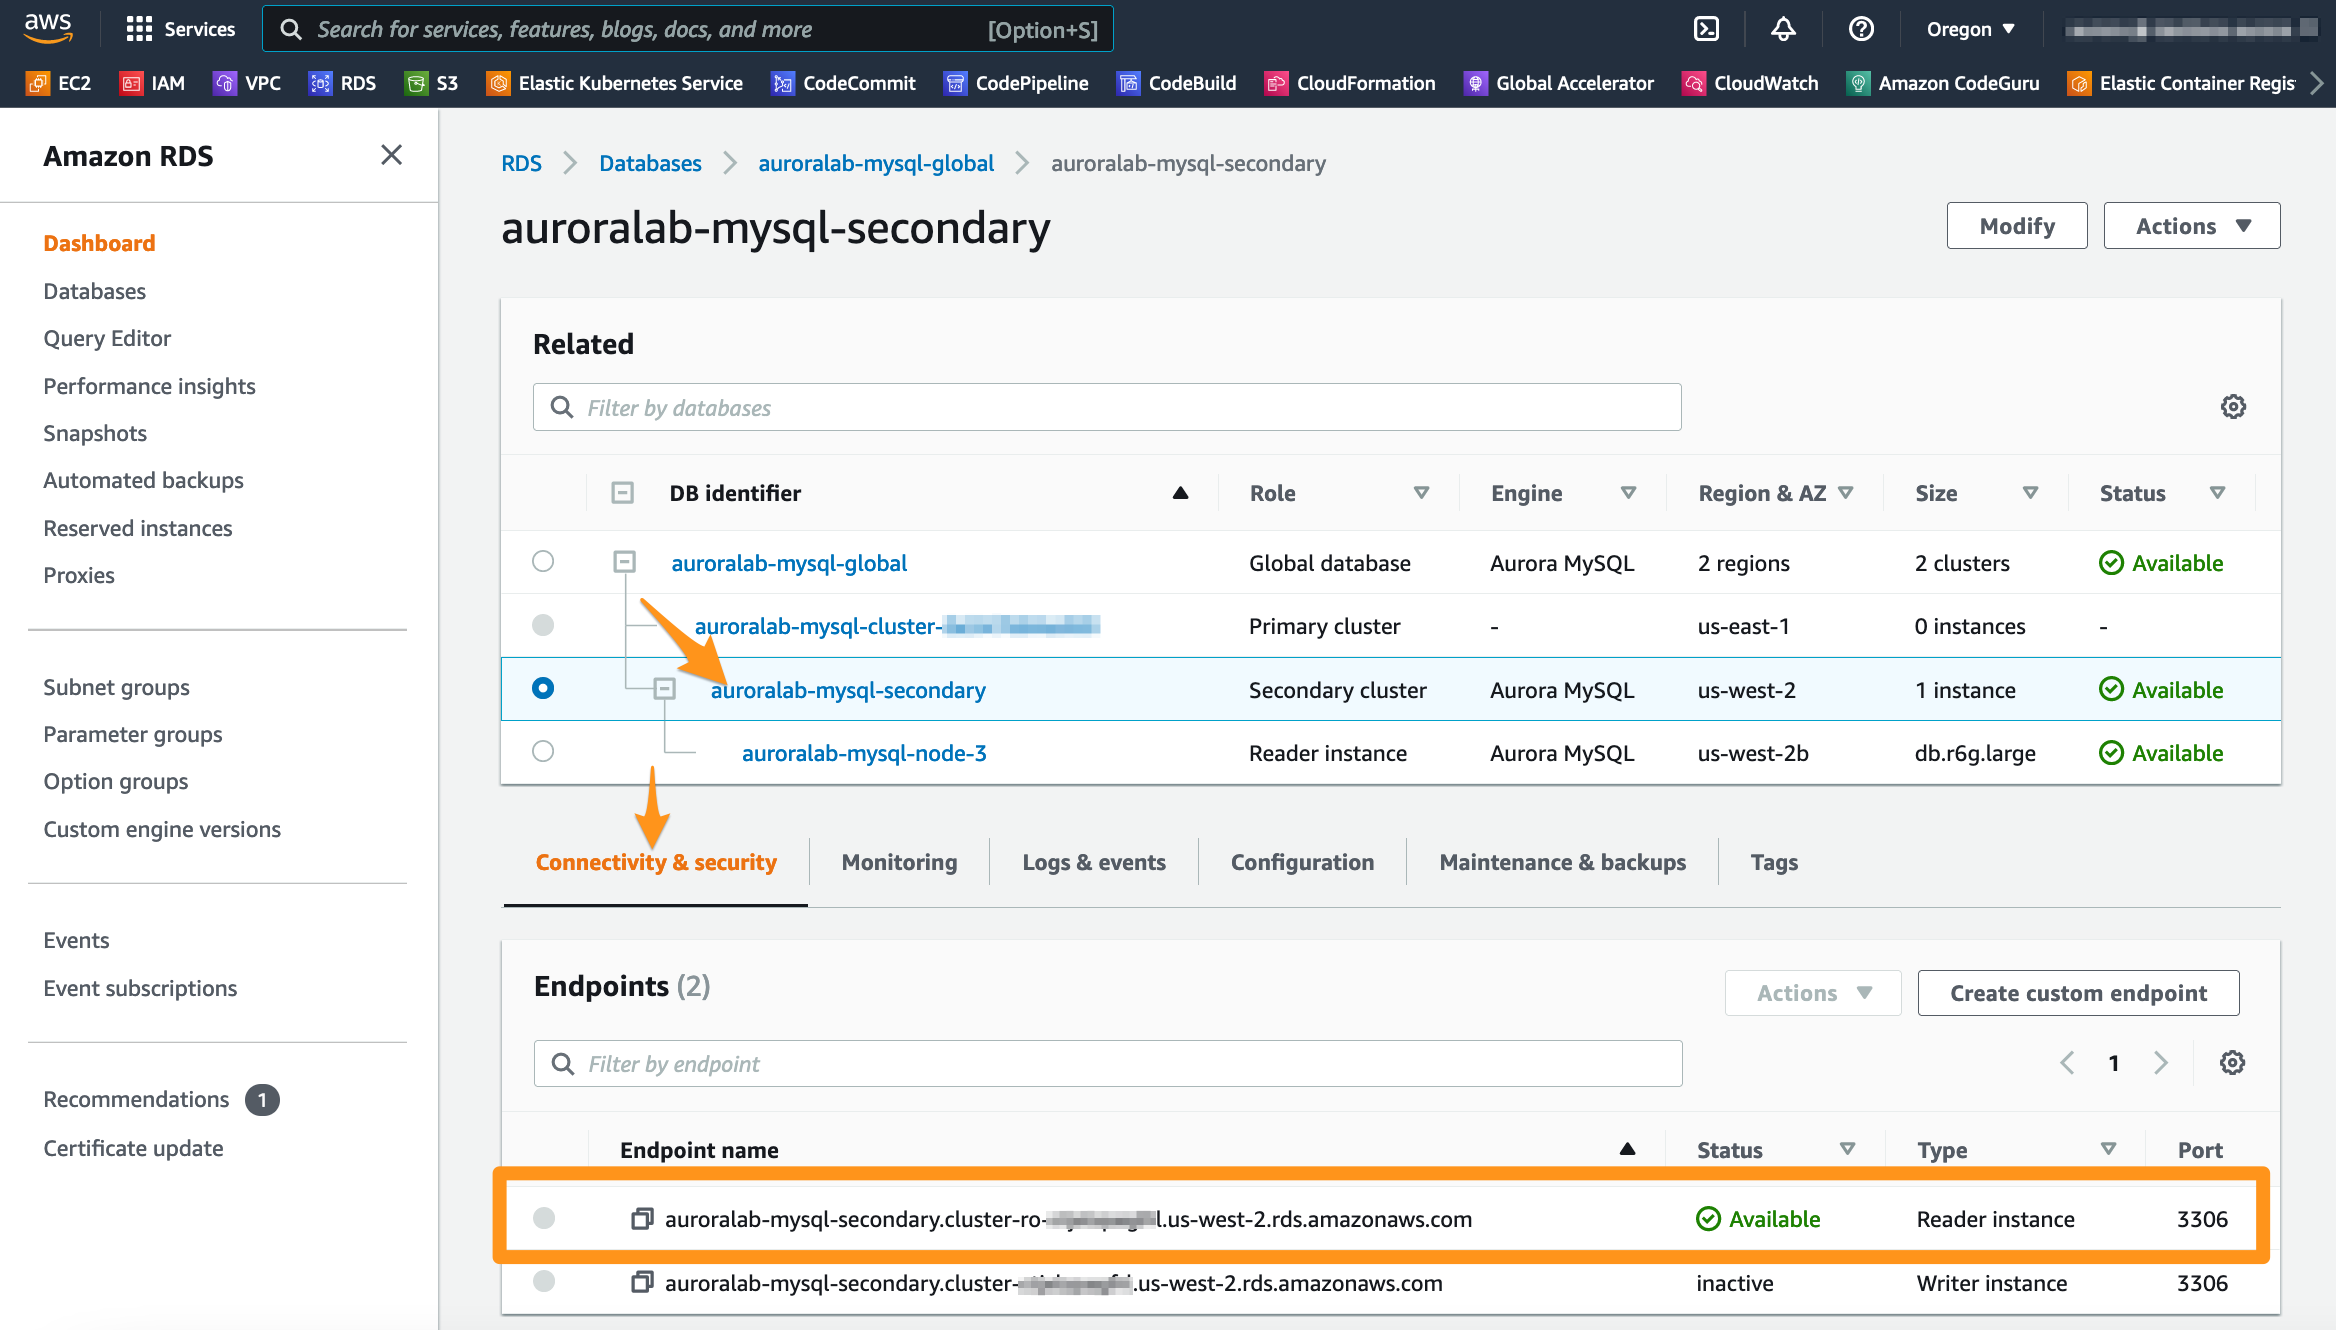 aws Services Search for services, features, blogs, docs, and more [Option+S] Oregon
EC2 IAM VPC RDS S3 Elastic Kubernetes Service CodeCommit CodePipeline CodeBuild CloudFormation Global Accelerator CloudWatch Amazon CodeGuru Elastic Container Regis
Amazon RDS
Dashboard
Databases
Query Editor
Performance insights
Snapshots
Automated backups
Reserved instances
Proxies
Subnet groups
Parameter groups
Option groups
Custom engine versions
Events
Event subscriptions
Recommendations 1
Certificate update
RDS Databases auroralab-mysql-global auroralab-mysql-secondary
auroralab-mysql-secondary
Modify Actions
Related
Filter by databases
DB identifier Role Engine Region & AZ Size Status
auroralab-mysql-global Global database Aurora MySQL 2 regions 2 clusters Available
auroralab-mysql-cluster- Primary cluster - us-east-1 0 instances -
auroralab-mysql-secondary Secondary cluster Aurora MySQL us-west-2 1 instance Available
auroralab-mysql-node-3 Reader instance Aurora MySQL us-west-2b db.r6g.large Available
Connectivity & security Monitoring Logs & events Configuration Maintenance & backups Tags
Endpoints (2)
Actions Create custom endpoint
Filter by endpoint
1
Endpoint name Status Type Port
auroralab-mysql-secondary.cluster-ro- l.us-west-2.rds.amazonaws.com Available Reader instance 3306
auroralab-mysql-secondary.cluster- .us-west-2.rds.amazonaws.com inactive Writer instance 3306